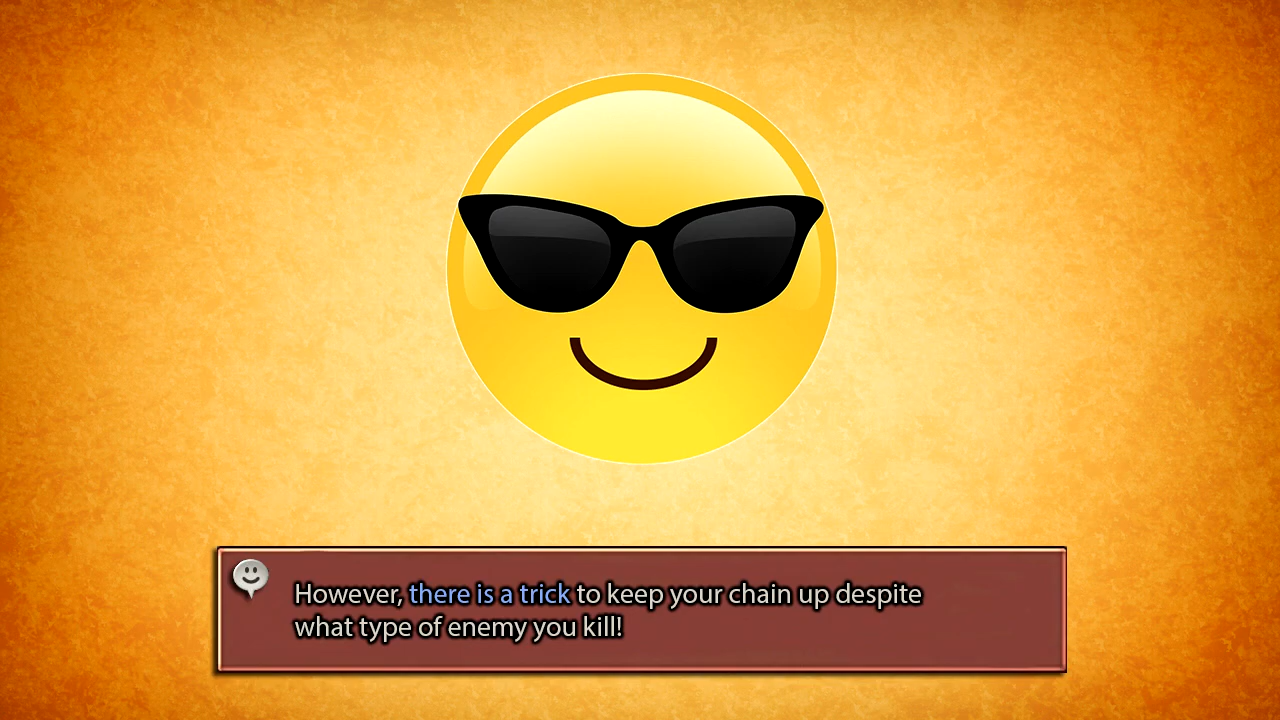 However, there is a trick to keep your chain up despite
what type of enemy you kill!